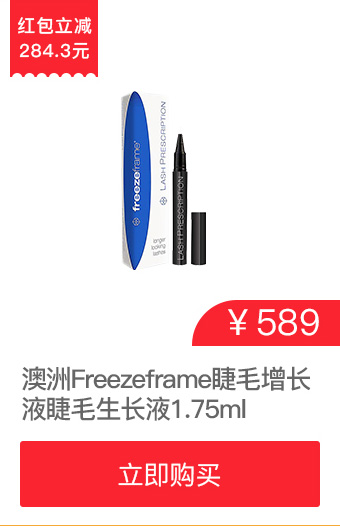 红包立减
284.3元
freezeframe
LASH PRESCRIPTION
longer
looking
lashes
LASH PRESCRIPTION
¥ 589
澳洲Freezeframe睫毛增长
液睫毛生长液1.75ml
立即购买